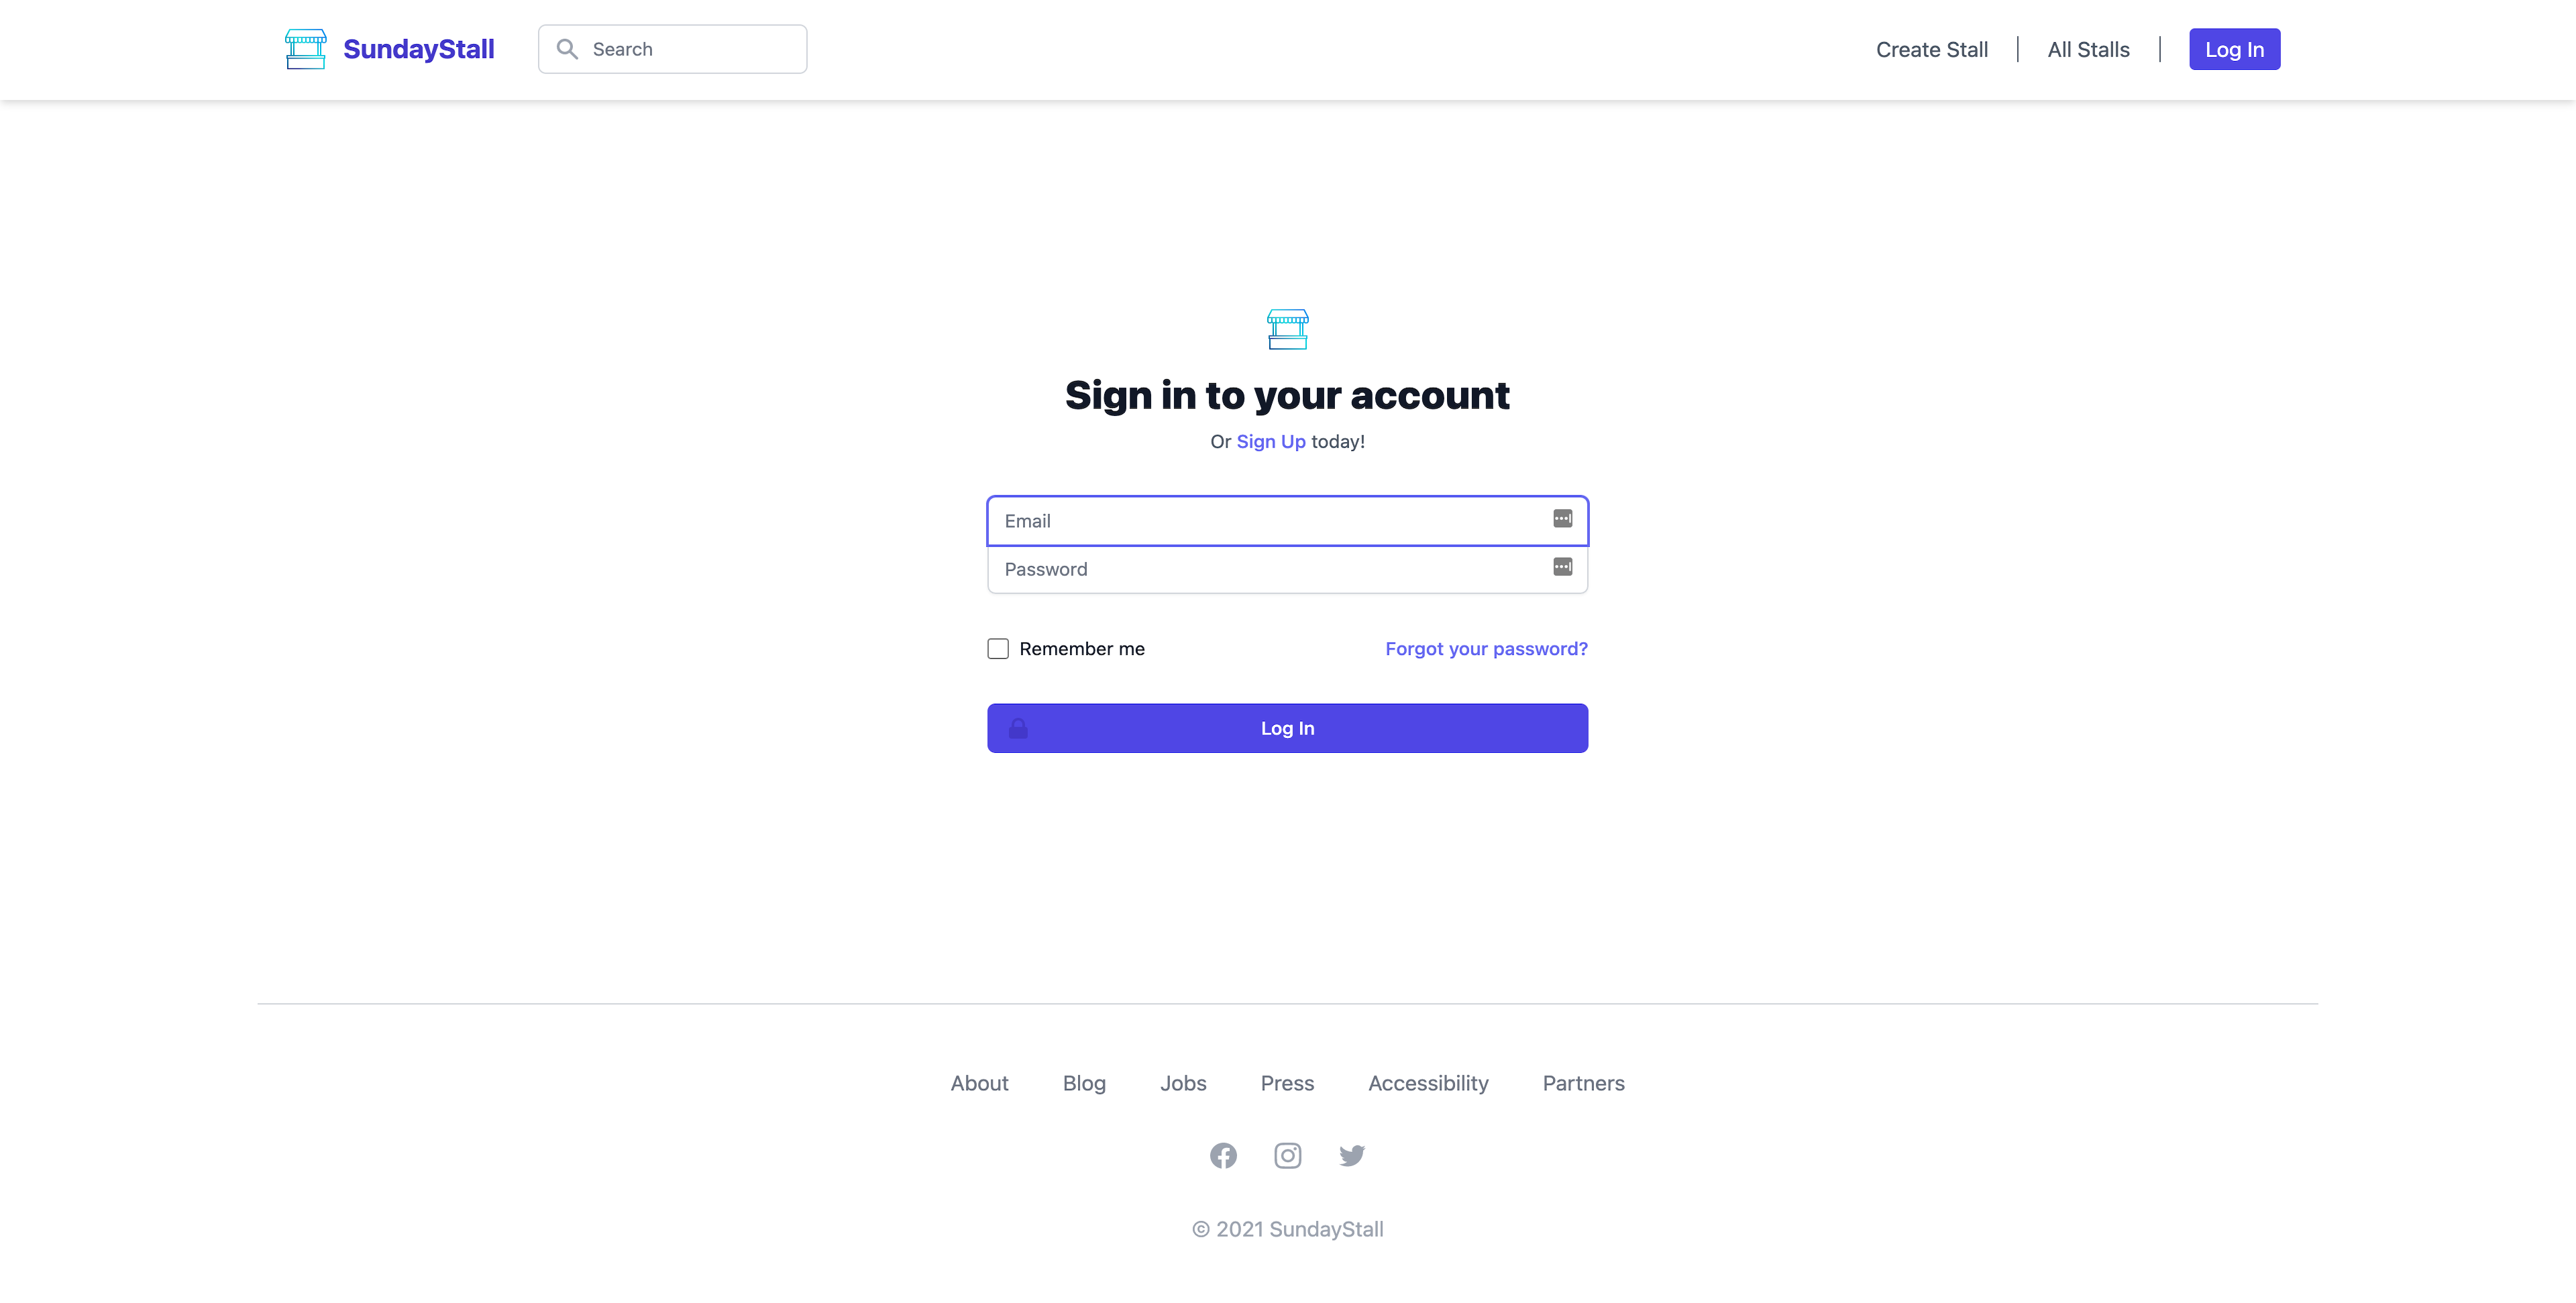 SundayStall
Search
Create Stall
All Stalls
Log In
Sign in to your account
Or Sign Up today!
Email
Password
Remember me
Forgot your password?
Log In
About
Blog
Jobs
Press
Accessibility
Partners
© 2021 SundayStall